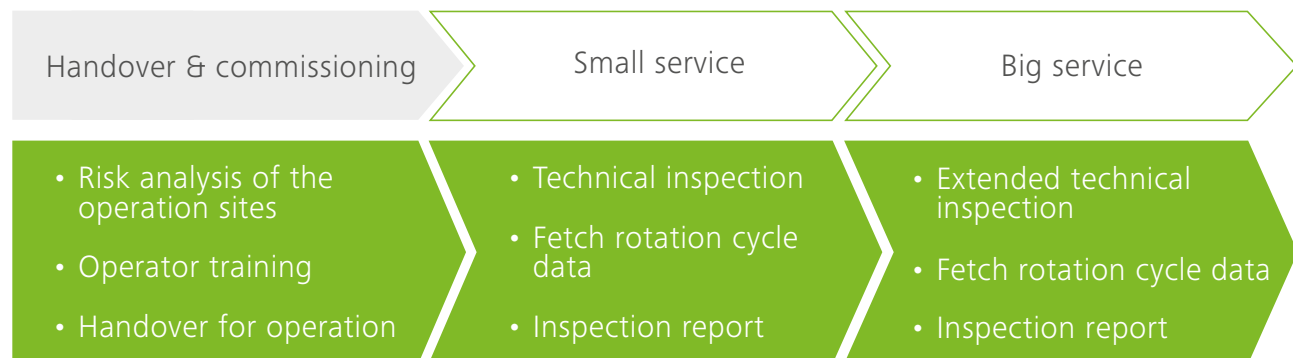 Handover & commissioning
Small service
Big service
• Risk analysis of the
operation sites
• Operator training
• Handover for operation
• Technical inspection
• Fetch rotation cycle
data
• Inspection report
• Extended technical
inspection
• Fetch rotation cycle data
• Inspection report